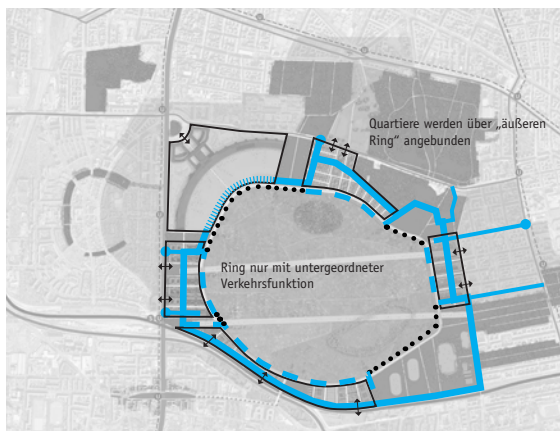 Quartiere werden über „äußeren
Ring“ angebunden
Ring nur mit untergeordneter
Verkehrsfunktion